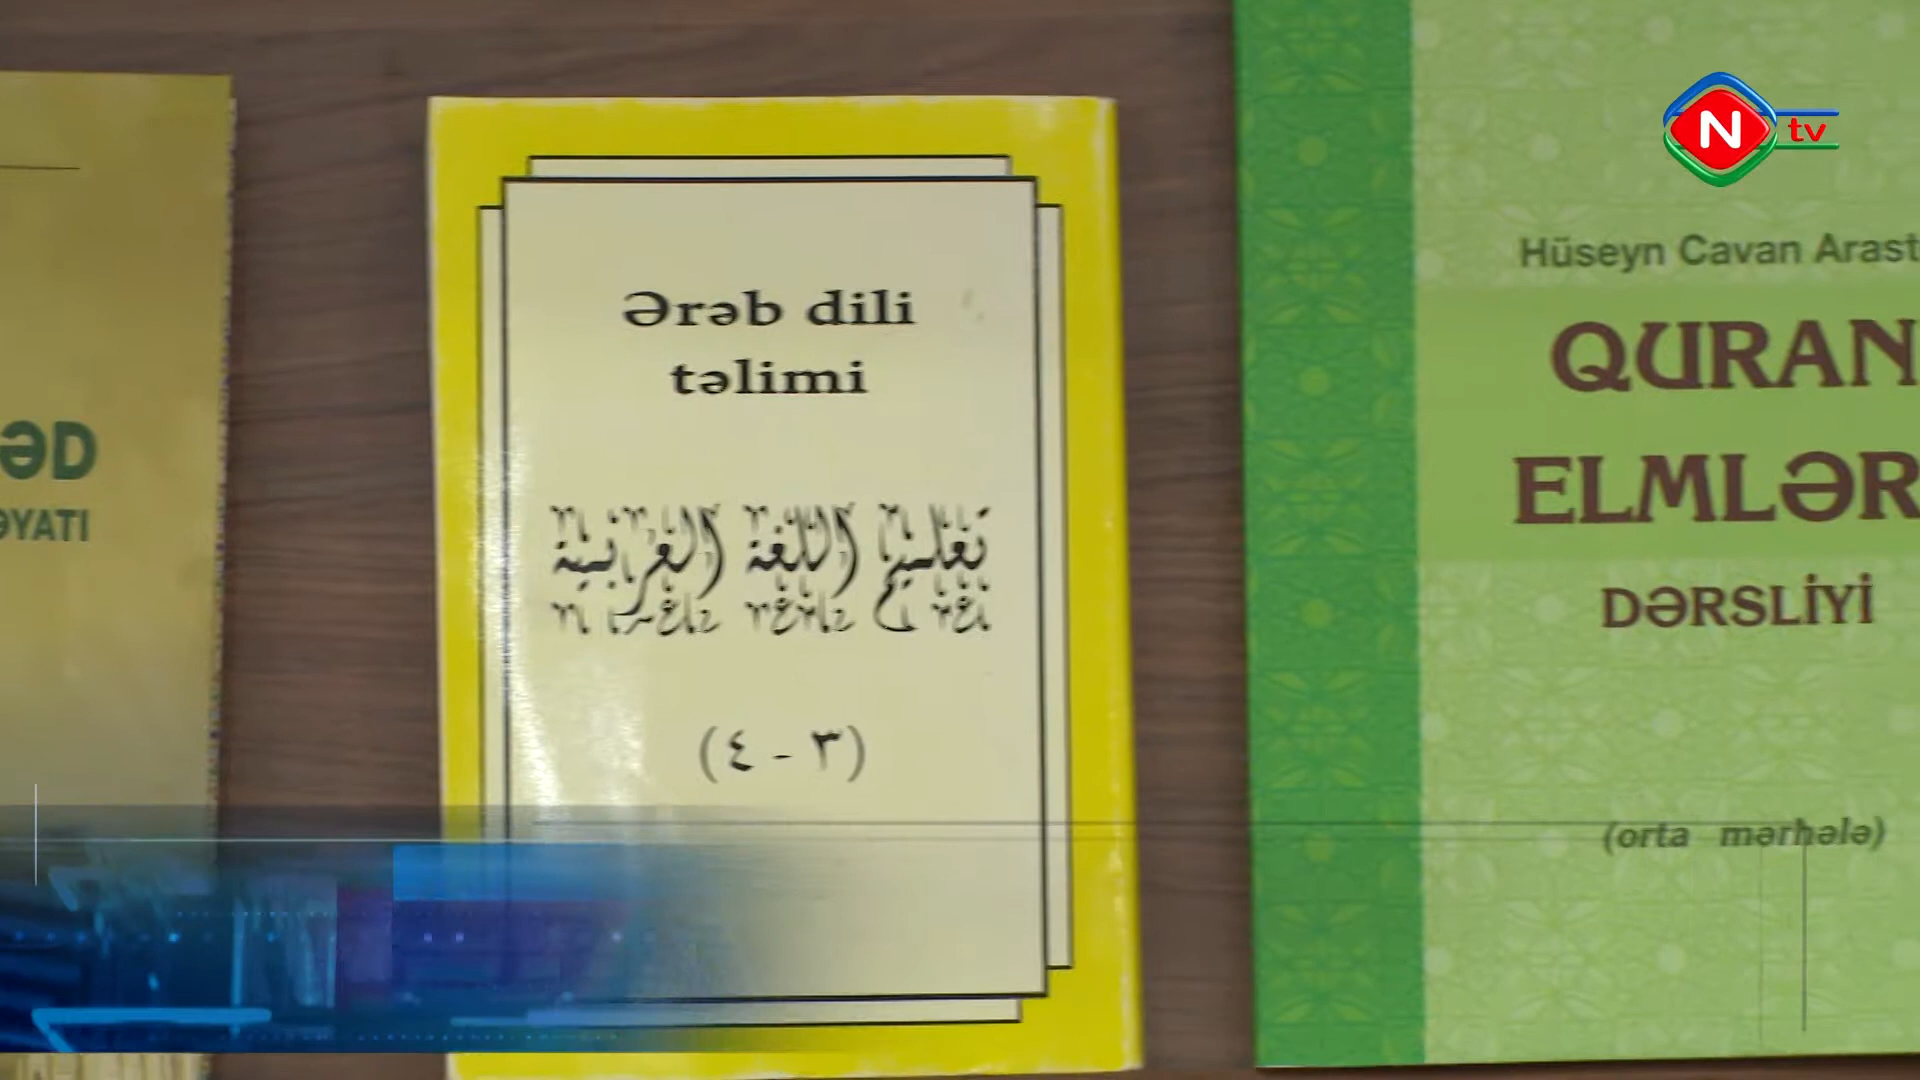 N tv
ƏD
ƏYATI
Ərəb dili
təlimi
تعليم اللغة العربية
(٣ - ٤)
Hüseyn Cavan Arast
QURAN
ELMLƏR
DƏRSLİYİ
(orta mərhələ)